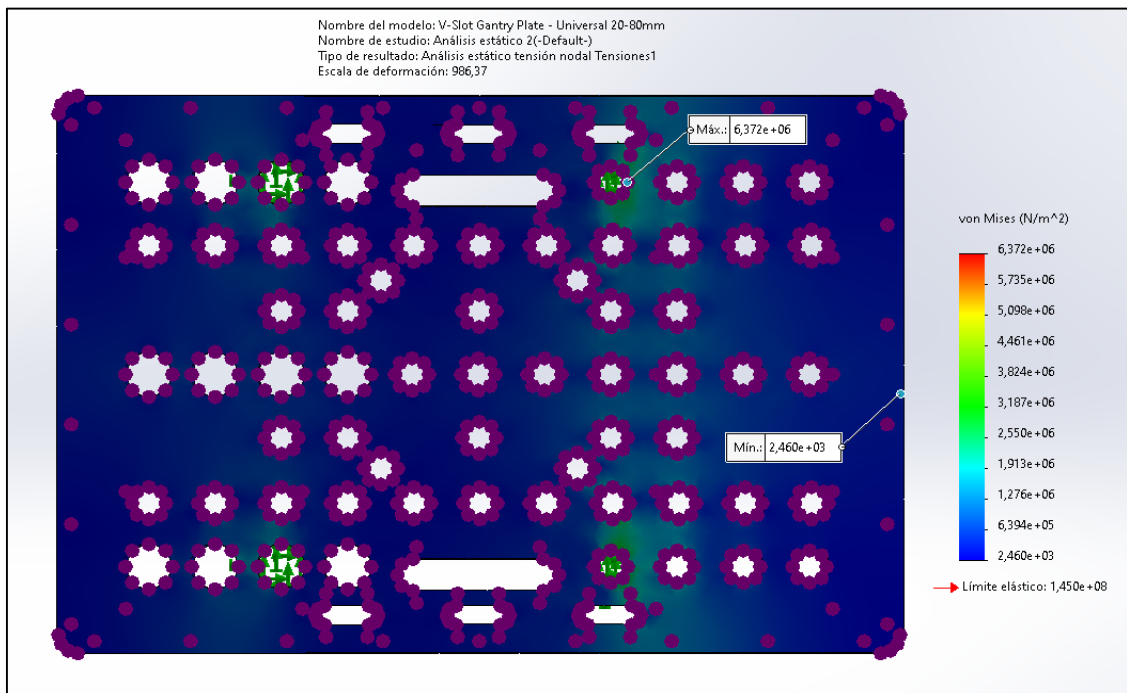 Nombre del modelo: V-Slot Gantry Plate - Universal 20-80mm
Nombre de estudio: Análisis estático 2(-Default-)
Tipo de resultado: Análisis estático tensión nodal Tensiones1
Escala de deformación: 986,37
Máx.: 6,372e+06
von Mises (N/m^2)
6,372e+06
5,735e+06
5,098e+06
4,461e+06
3,824e+06
3,187e+06
2,550e+06
1,913e+06
1,276e+06
6,394e+05
2,460e+03
Mín.: 2,460e+03
Límite elástico: 1,450e+08